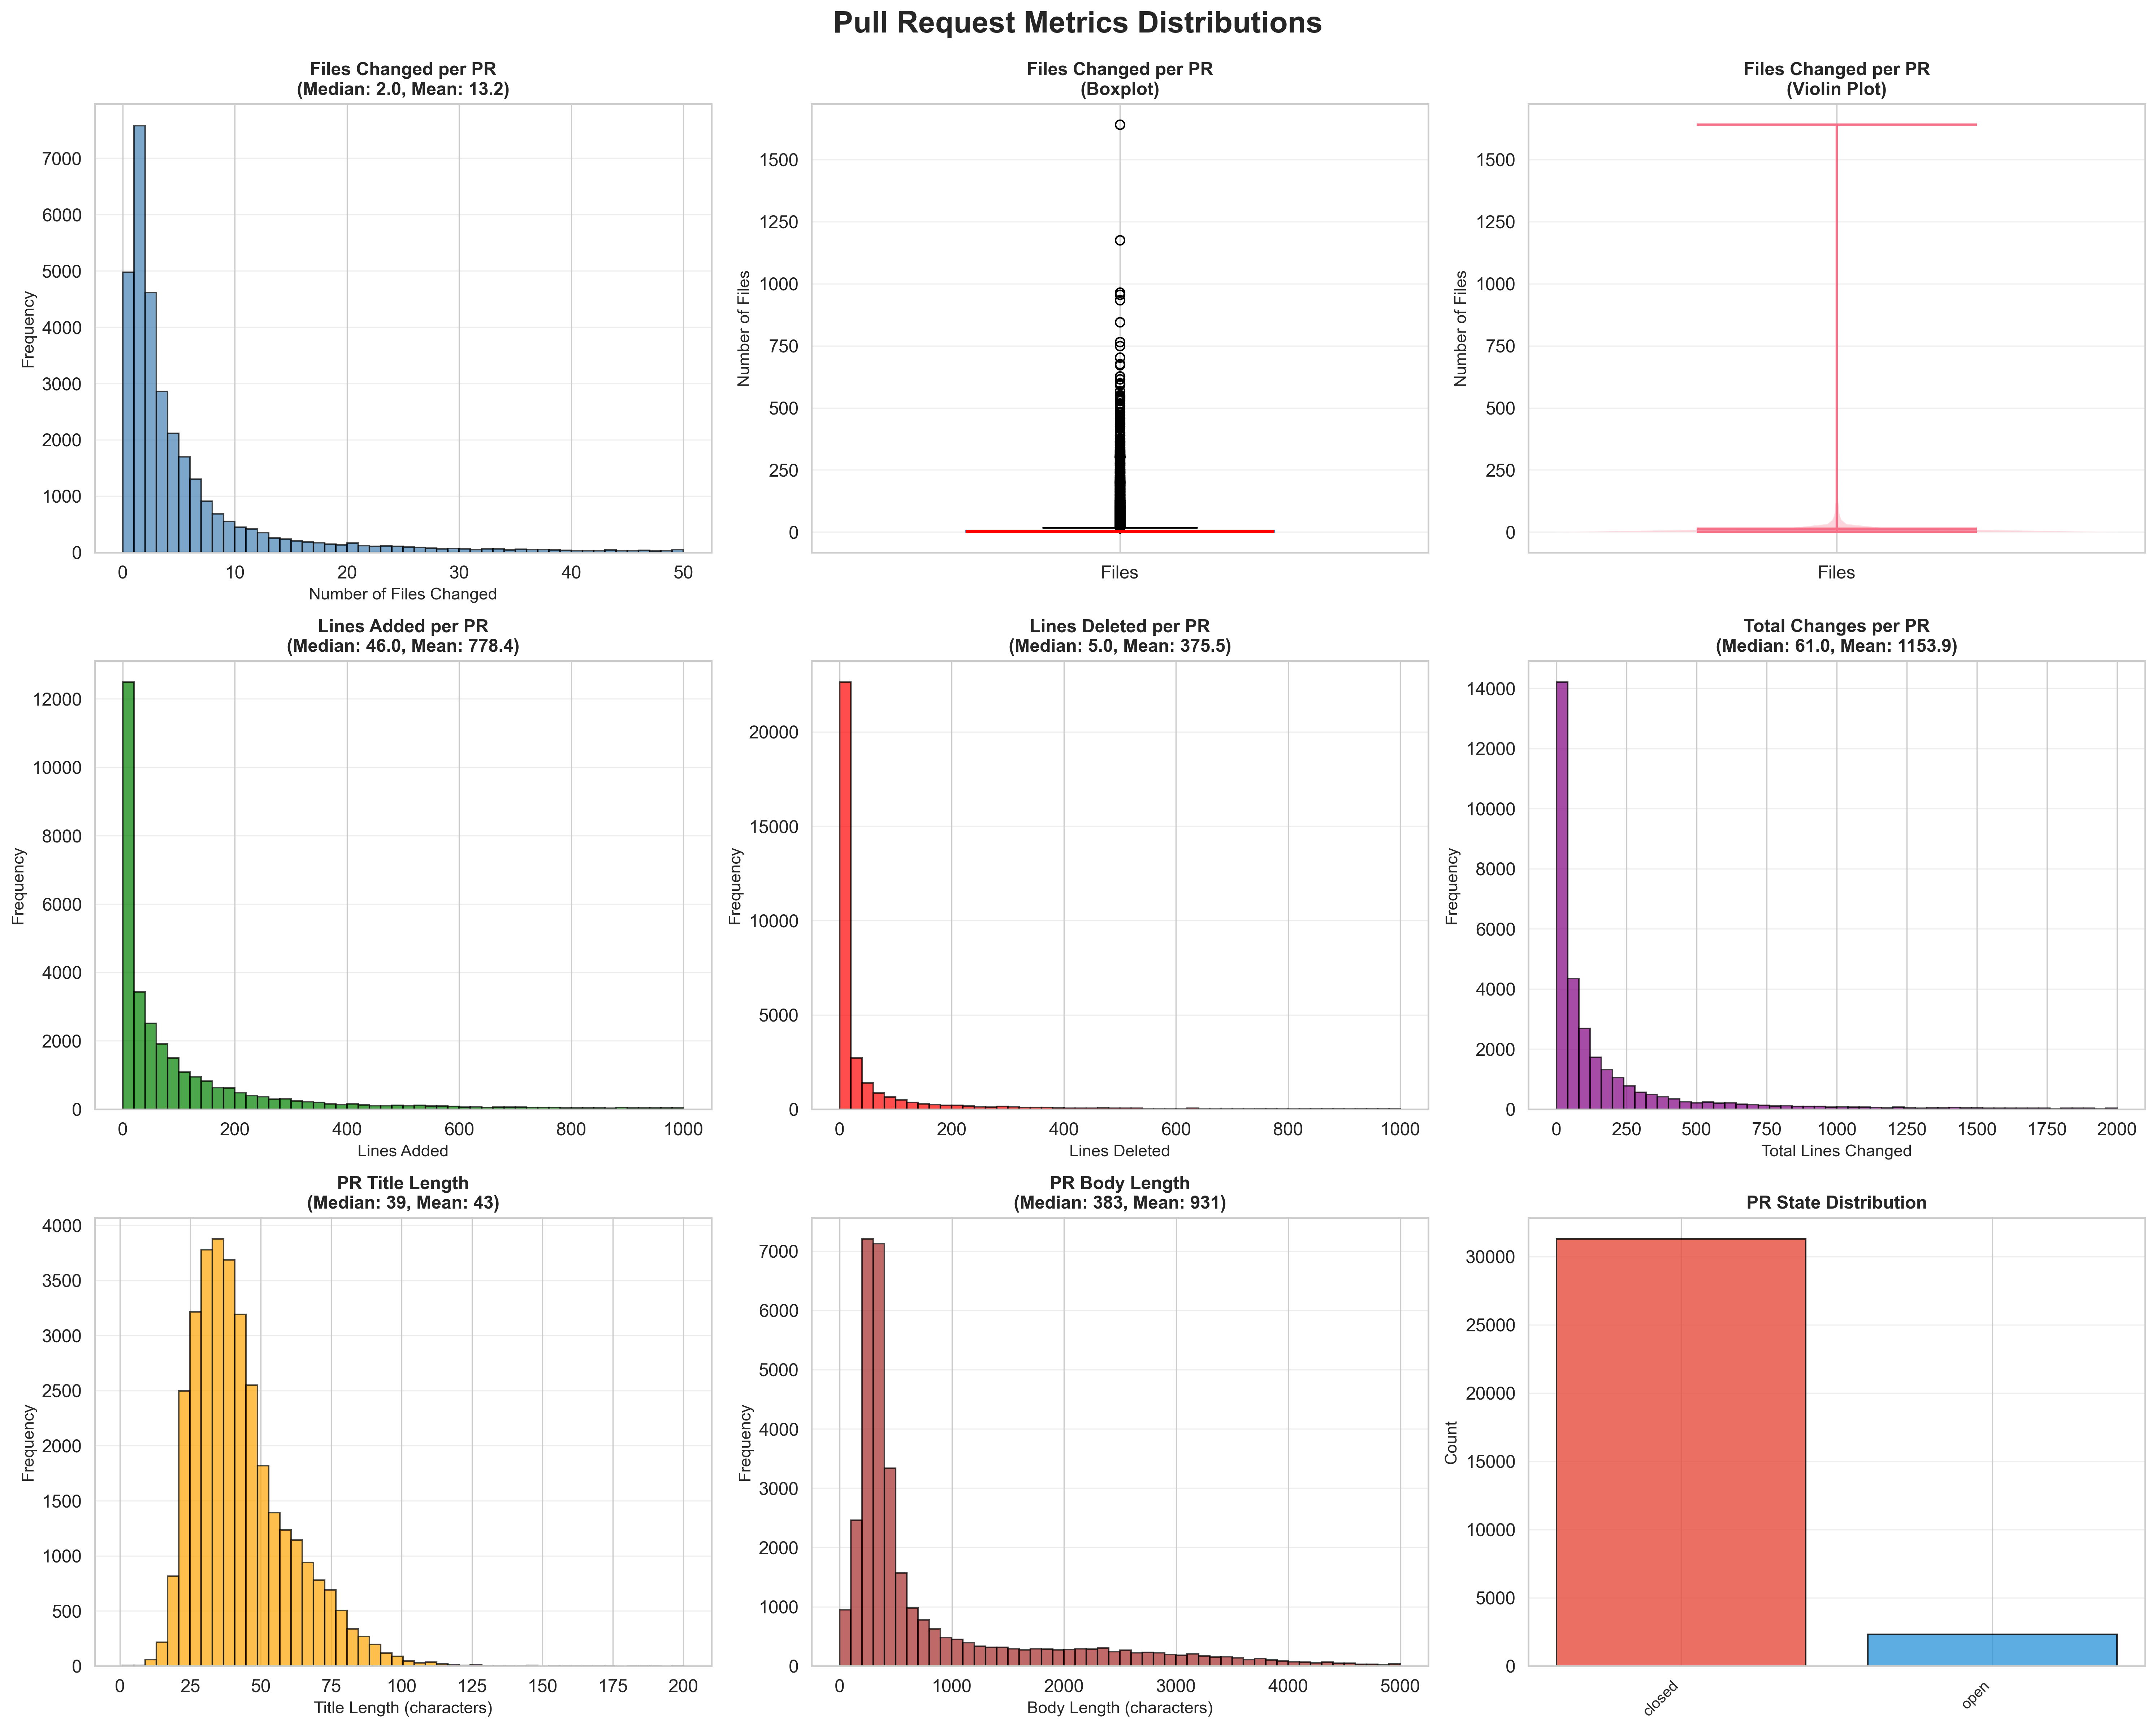 Pull Request Metrics Distributions
Files Changed per PR
(Median: 2.0, Mean: 13.2)
Frequency
7000
6000
5000
4000
3000
2000
1000
0
0 10 20 30 40 50
Number of Files Changed
Files Changed per PR
(Boxplot)
Number of Files
1500
1250
1000
750
500
250
0
Files
Files Changed per PR
(Violin Plot)
Number of Files
1500
1250
1000
750
500
250
0
Files
Lines Added per PR
(Median: 46.0, Mean: 778.4)
Frequency
12000
10000
8000
6000
4000
2000
0
0 200 400 600 800 1000
Lines Added
Lines Deleted per PR
(Median: 5.0, Mean: 375.5)
Frequency
20000
15000
10000
5000
0
0 200 400 600 800 1000
Lines Deleted
Total Changes per PR
(Median: 61.0, Mean: 1153.9)
Frequency
14000
12000
10000
8000
6000
4000
2000
0
0 250 500 750 1000 1250 1500 1750 2000
Total Lines Changed
PR Title Length
(Median: 39, Mean: 43)
Frequency
4000
3500
3000
2500
2000
1500
1000
500
0
0 25 50 75 100 125 150 175 200
Title Length (characters)
PR Body Length
(Median: 383, Mean: 931)
Frequency
7000
6000
5000
4000
3000
2000
1000
0
0 1000 2000 3000 4000 5000
Body Length (characters)
PR State Distribution
Count
30000
25000
20000
15000
10000
5000
0
closed open